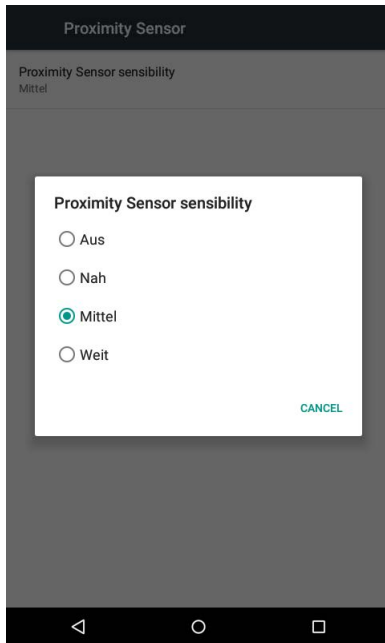 Proximity Sensor
Proximity Sensor sensibility
Mittel
Proximity Sensor sensibility
Aus
Nah
Mittel
Weit
CANCEL